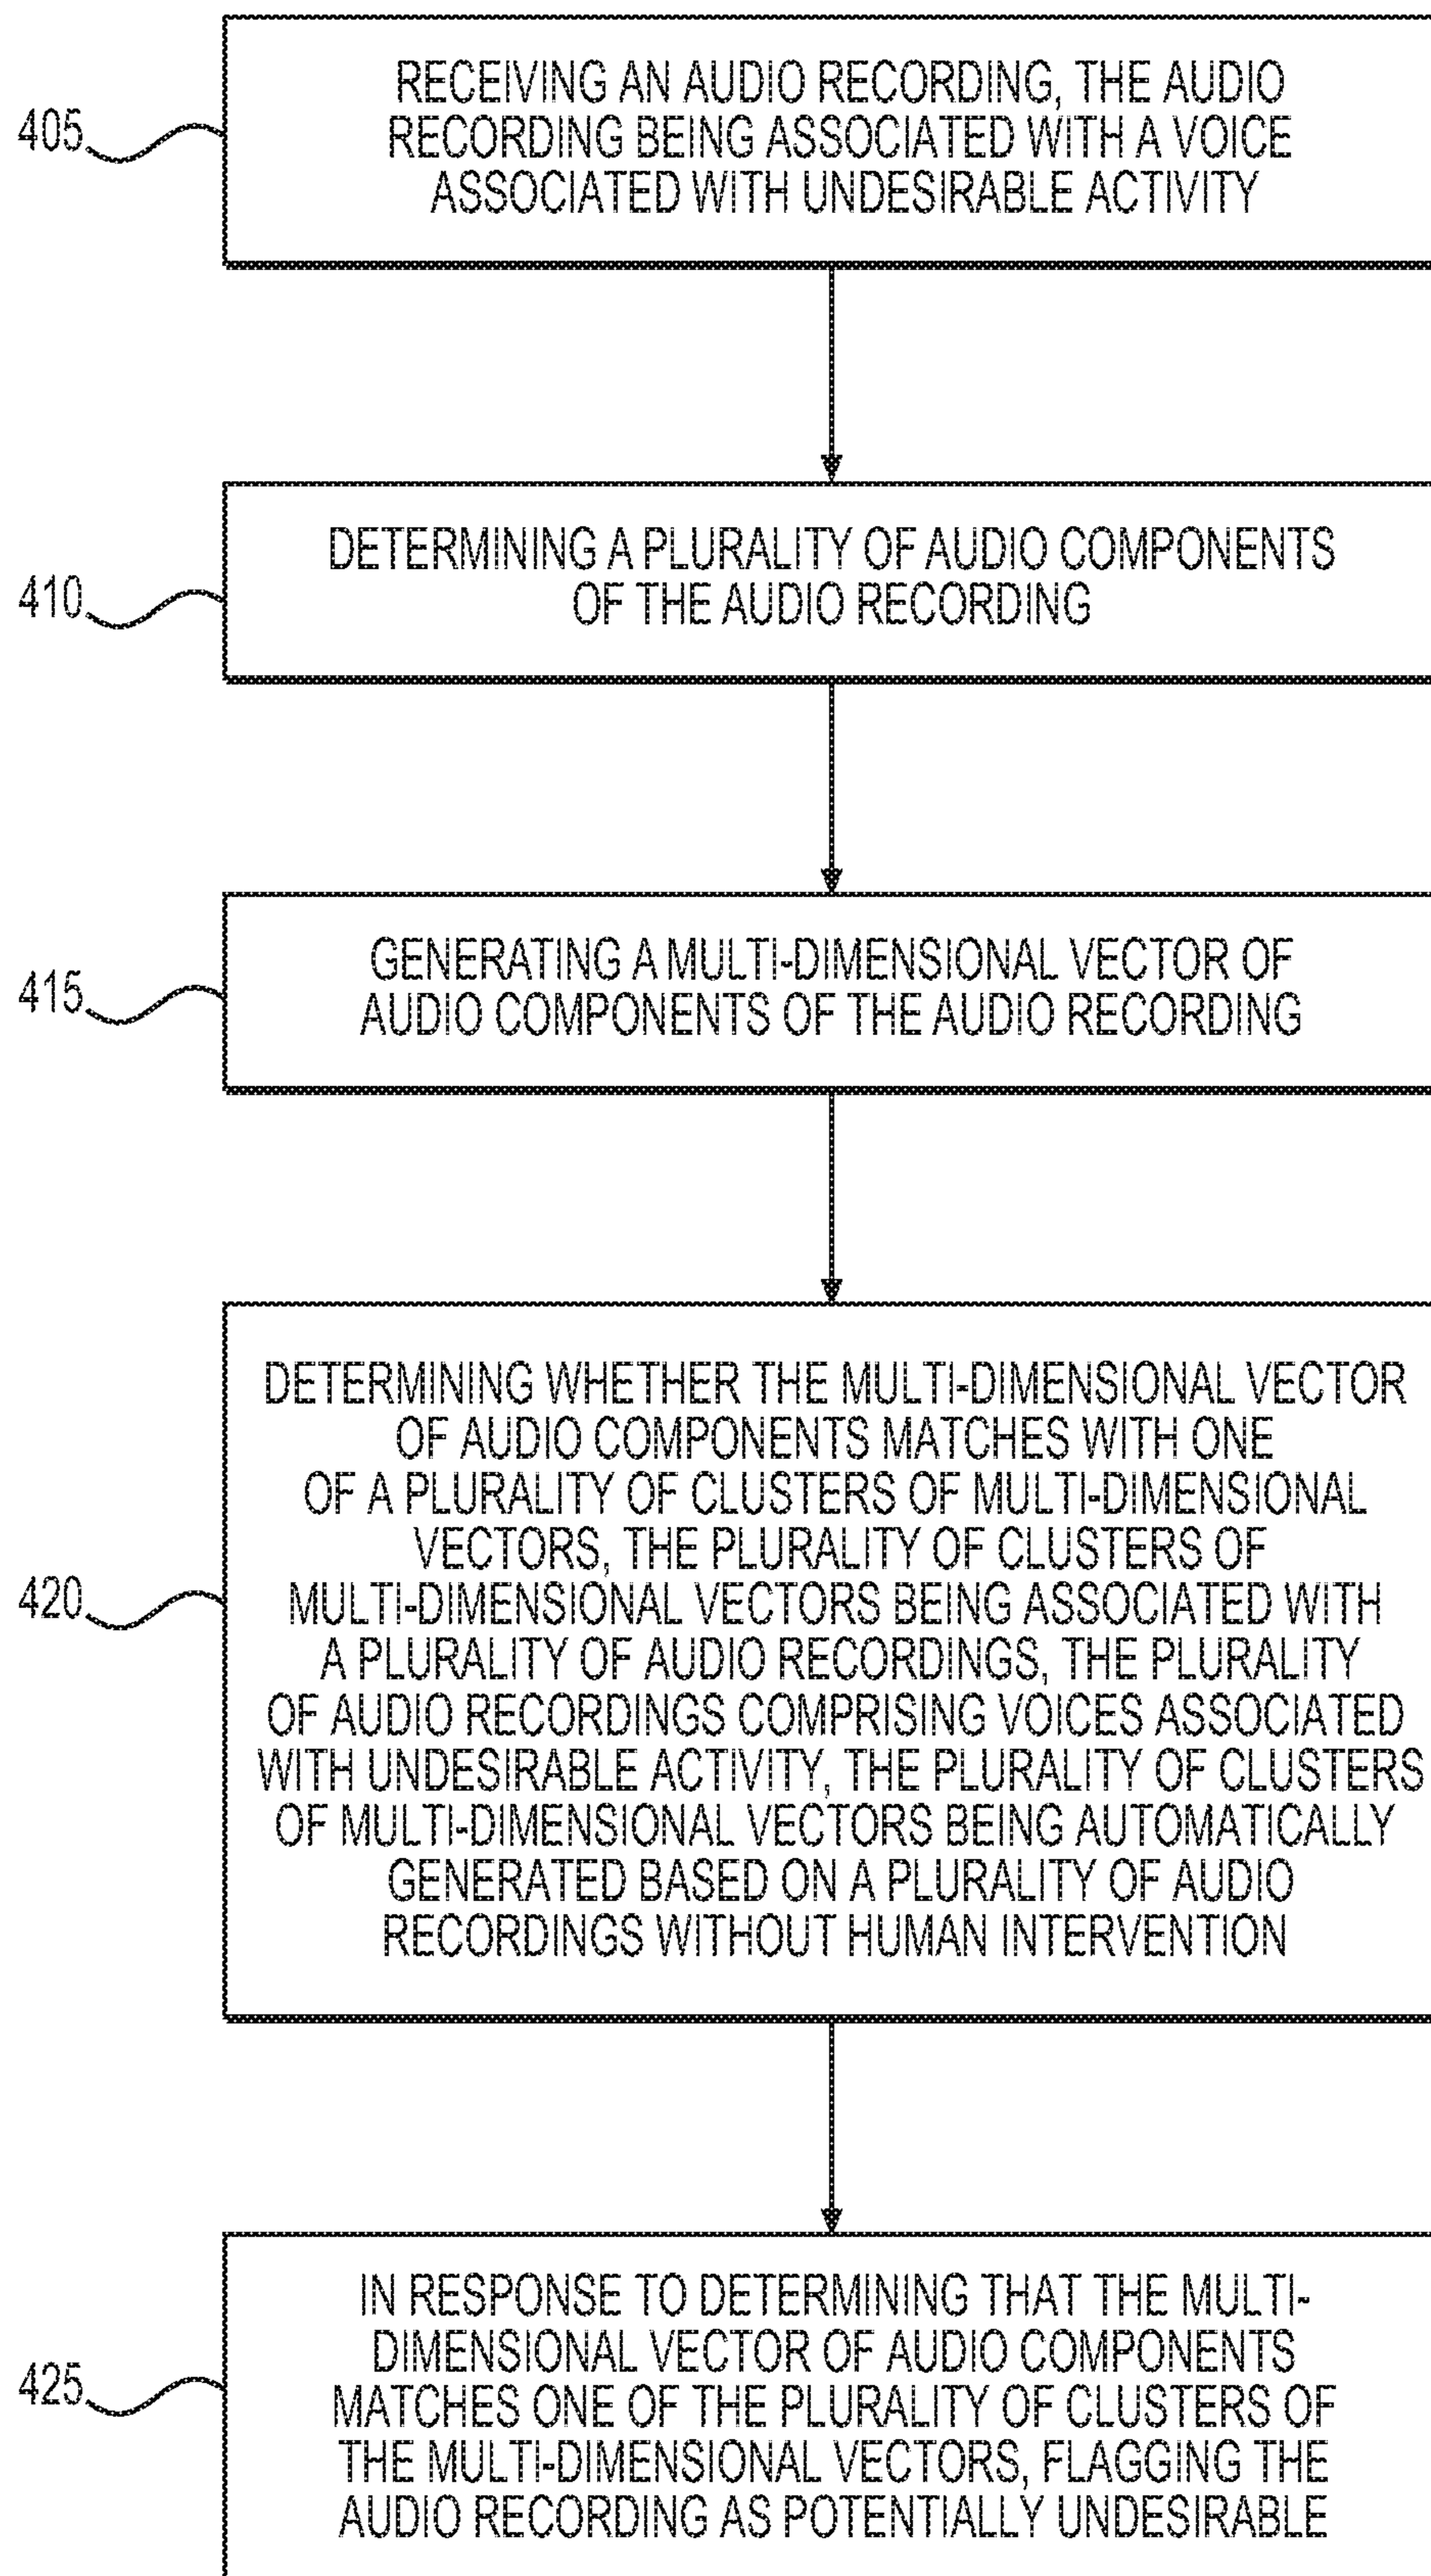 405
RECEIVING AN AUDIO RECORDING, THE AUDIO
RECORDING BEING ASSOCIATED WITH A VOICE
ASSOCIATED WITH UNDESIRABLE ACTIVITY
410
DETERMINING A PLURALITY OF AUDIO COMPONENTS
OF THE AUDIO RECORDING
415
GENERATING A MULTI-DIMENSIONAL VECTOR OF
AUDIO COMPONENTS OF THE AUDIO RECORDING
420
DETERMINING WHETHER THE MULTI-DIMENSIONAL VECTOR
OF AUDIO COMPONENTS MATCHES WITH ONE
OF A PLURALITY OF CLUSTERS OF MULTI-DIMENSIONAL
VECTORS, THE PLURALITY OF CLUSTERS OF
MULTI-DIMENSIONAL VECTORS BEING ASSOCIATED WITH
A PLURALITY OF AUDIO RECORDINGS, THE PLURALITY
OF AUDIO RECORDINGS COMPRISING VOICES ASSOCIATED
WITH UNDESIRABLE ACTIVITY, THE PLURALITY OF CLUSTERS
OF MULTI-DIMENSIONAL VECTORS BEING AUTOMATICALLY
GENERATED BASED ON A PLURALITY OF AUDIO
RECORDINGS WITHOUT HUMAN INTERVENTION
425
IN RESPONSE TO DETERMINING THAT THE MULTI-
DIMENSIONAL VECTOR OF AUDIO COMPONENTS
MATCHES ONE OF THE PLURALITY OF CLUSTERS OF
THE MULTI-DIMENSIONAL VECTORS, FLAGGING THE
AUDIO RECORDING AS POTENTIALLY UNDESIRABLE